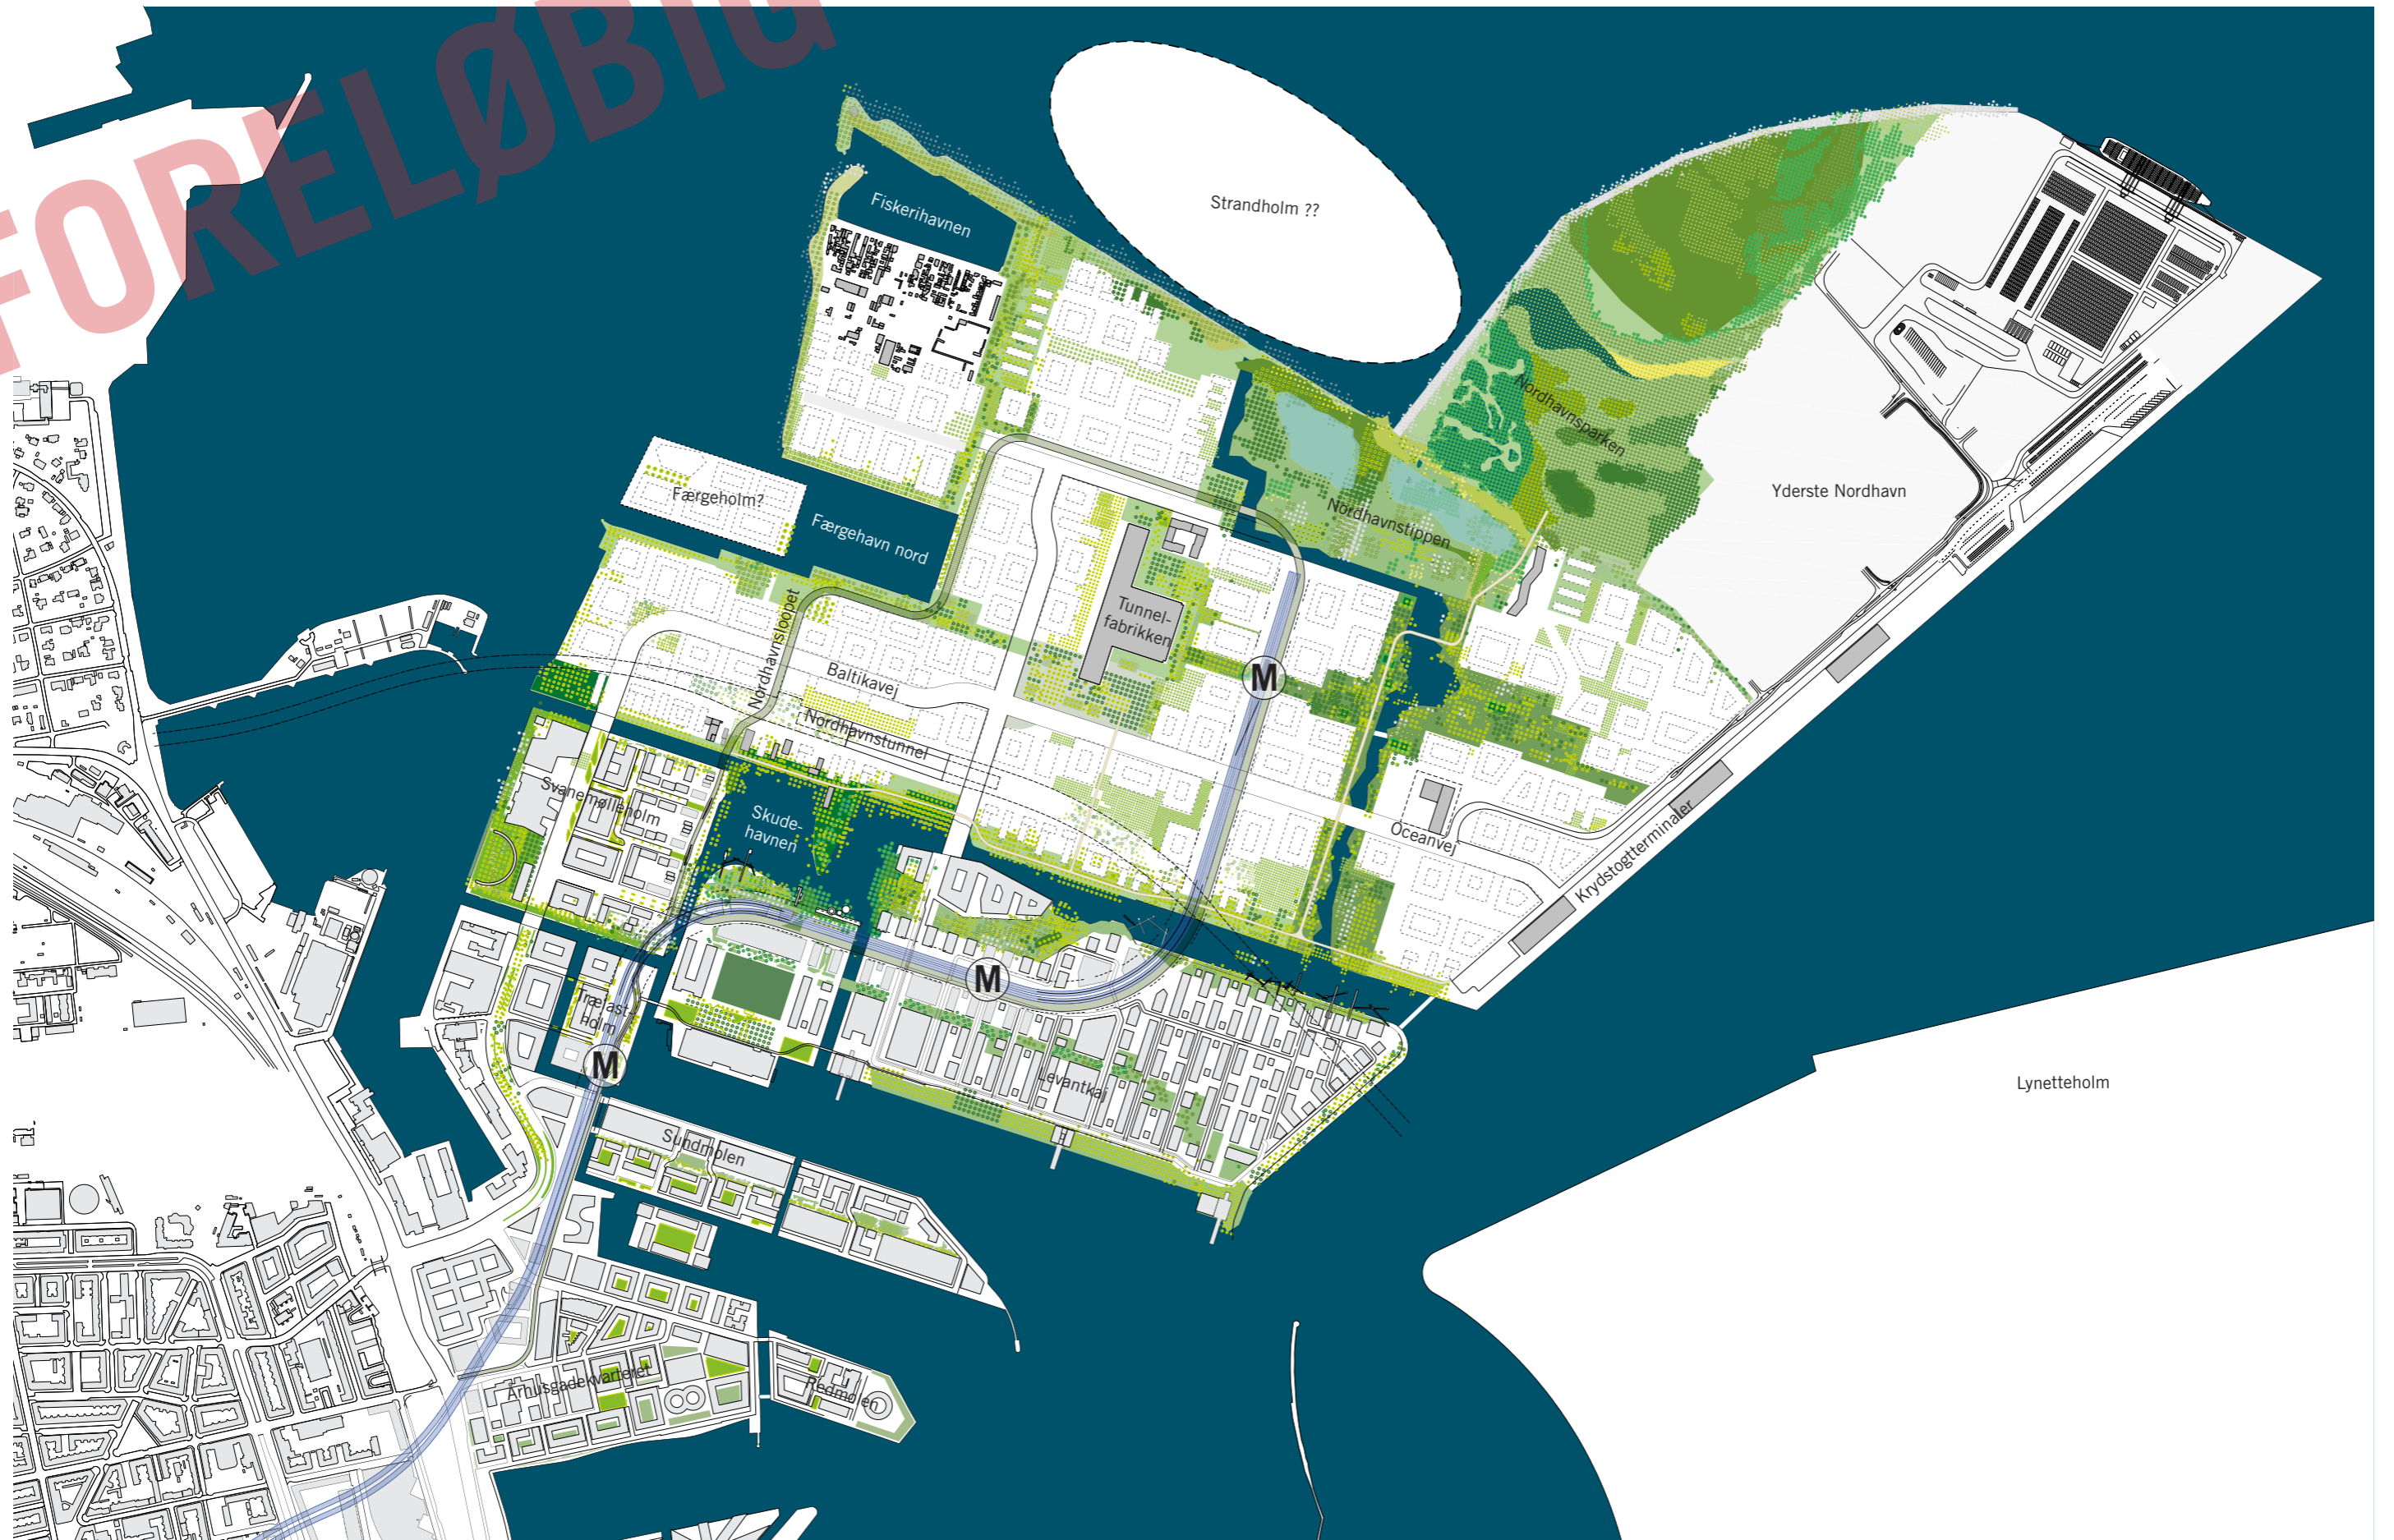 FORELØBIG
Strandholm ??
Fiskerihavnen
Nordhavnsparken
Yderste Nordhavn
Færgeholm?
Færgehavn nord
Nordhavnstippen
Tunnel-
fabrikken
Nordhavnsloopet
Baltikavej
M
Nordhavnstunnel
Svanemølleholm
Skude-
havnen
Oceanvej
Krydstogtterminaler
M
Trælast-
holm
M
Levantkaj
Lynetteholm
Sundmolen
Århusgadekvarteret
Redmolen